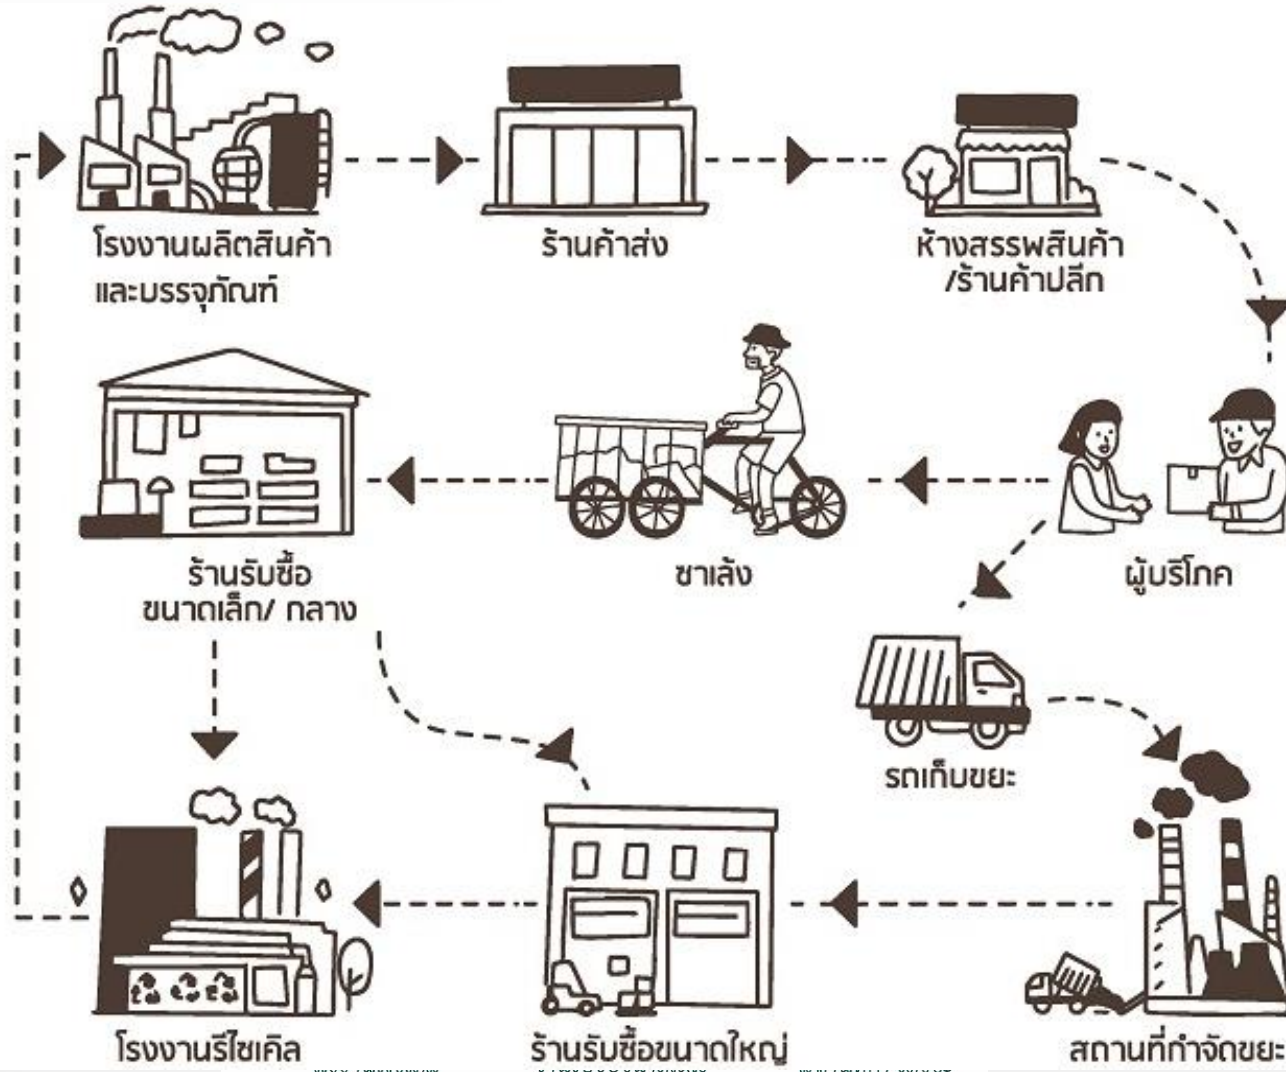 โรงงานผลิตสินค้า
และบรรจุภัณฑ์
ร้านค้าส่ง
ห้างสรรพสินค้า
/ร้านค้าปลีก
ร้านรับซื้อ
ขนาดเล็ก/ กลาง
ซาเล้ง
ผู้บริโภค
รถเก็บขยะ
โรงงานรีไซเคิล
ร้านรับซื้อขนาดใหญ่
สถานที่กำจัดขยะ